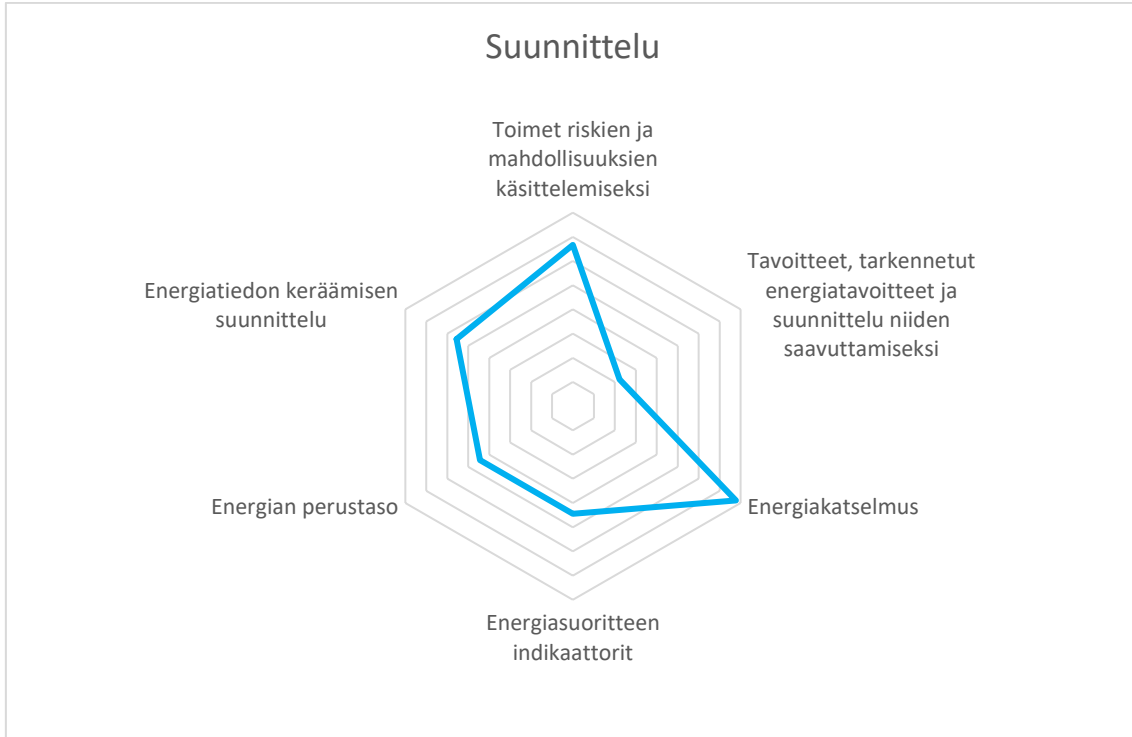 Suunnittelu
Toimet riskien ja
mahdollisuuksien
käsittelemiseksi
Tavoitteet, tarkennetut
energiatavoitteet ja
suunnittelu niiden
saavuttamiseksi
Energiakatselmus
Energiasuoritteen
indikaattorit
Energian perustaso
Energiatiedon keräämisen
suunnittelu